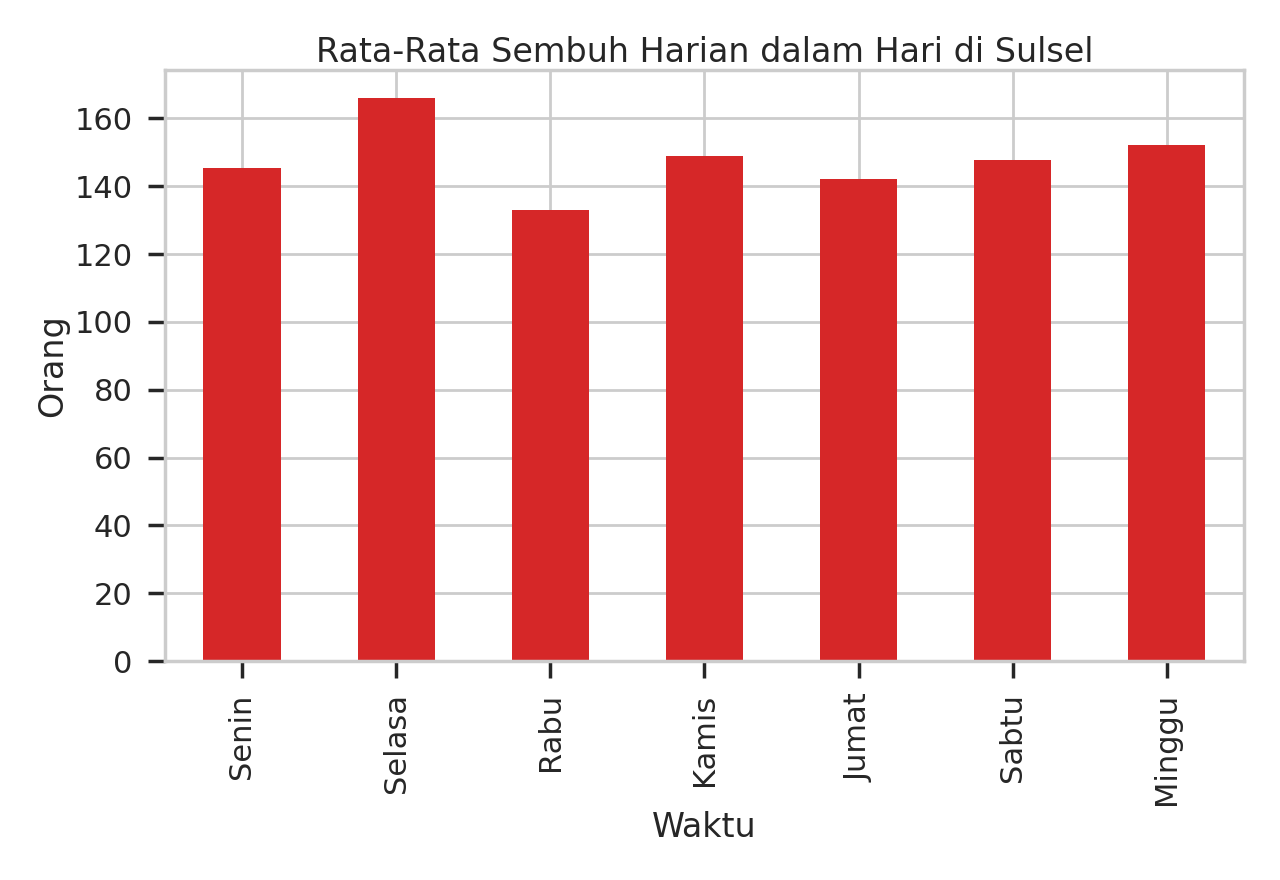 Rata-Rata Sembuh Harian dalam Hari di Sulsel
160
140
120
100
80
60
40
20
0
Orang
Senin
Selasa
Rabu
Kamis
Jumat
Sabtu
Minggu
Waktu